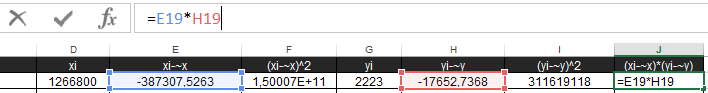 fx =E19*H19
D E F G H I J
xi xi-~x (xi-~x)^2 yi yi-~y (yi-~y)^2 (xi-~x)*(yi-~y)
1266800 -387307,5263 1,50007E+11 2223 -17652,7368 311619118 =E19*H19